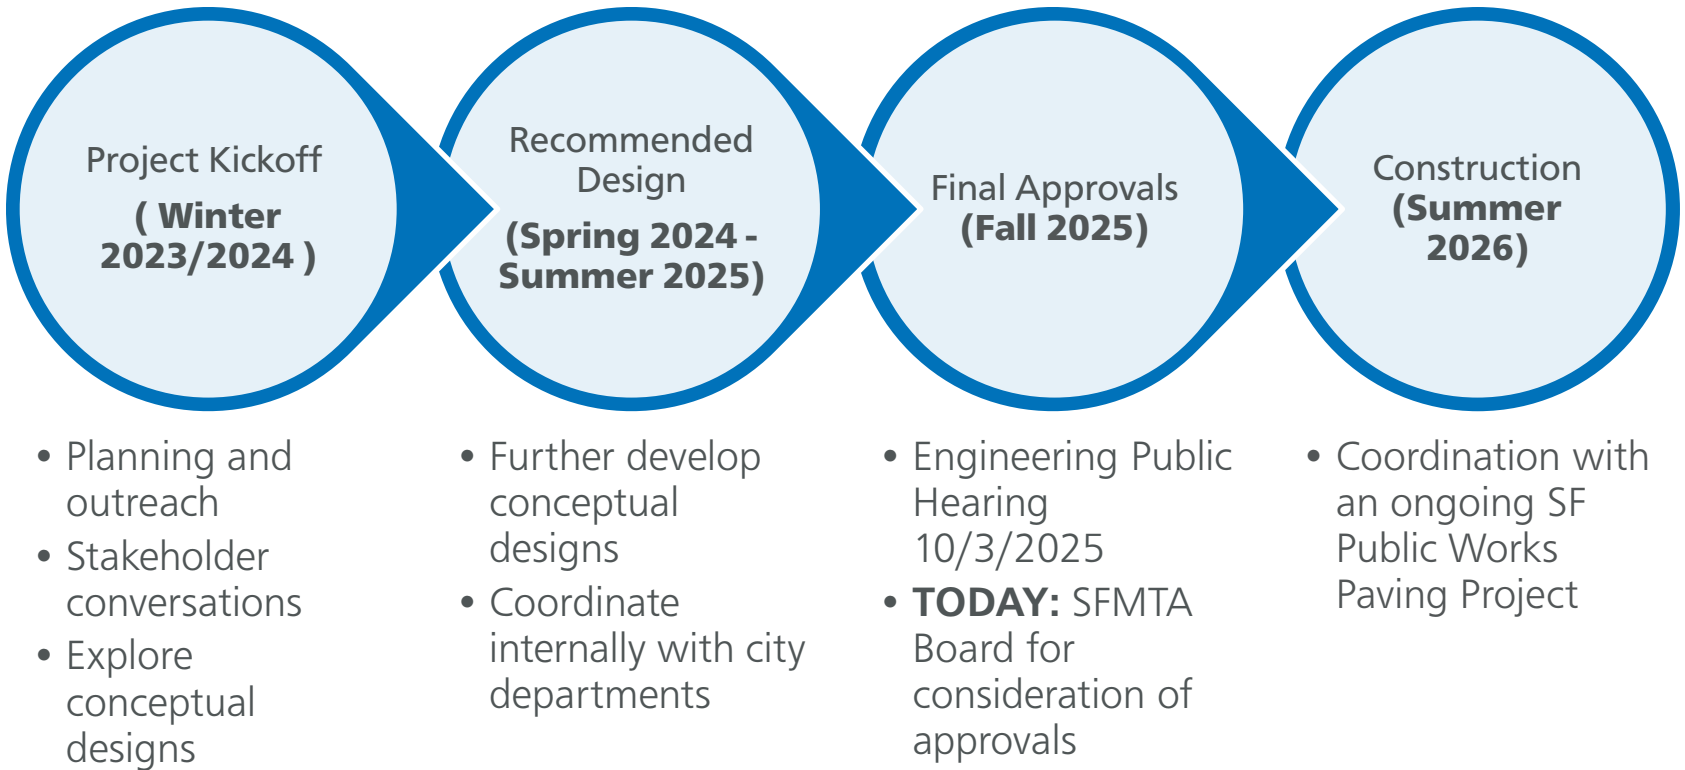 Project Kickoff
( Winter
2023/2024 )
• Planning and
outreach
• Stakeholder
conversations
• Explore
conceptual
designs
Recommended
Design
(Spring 2024 -
Summer 2025)
• Further develop
conceptual
designs
• Coordinate
internally with city
departments
Final Approvals
(Fall 2025)
• Engineering Public
Hearing
10/3/2025
• TODAY: SFMTA
Board for
consideration of
approvals
Construction
(Summer
2026)
• Coordination with
an ongoing SF
Public Works
Paving Project